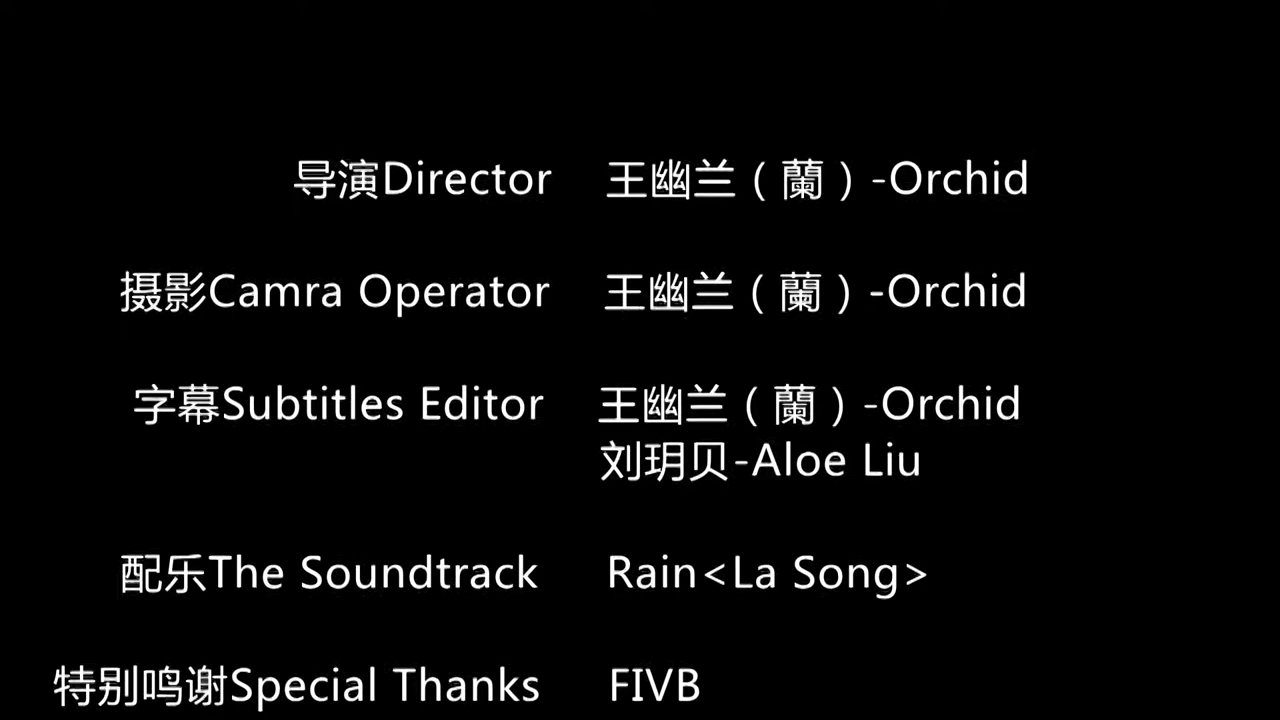 导演Director 王幽兰（蘭）-Orchid
摄影Camra Operator 王幽兰（蘭）-Orchid
字幕Subtitles Editor 王幽兰（蘭）-Orchid
刘玥贝-Aloe Liu
配乐The Soundtrack Rain<La Song>
特别鸣谢Special Thanks FIVB